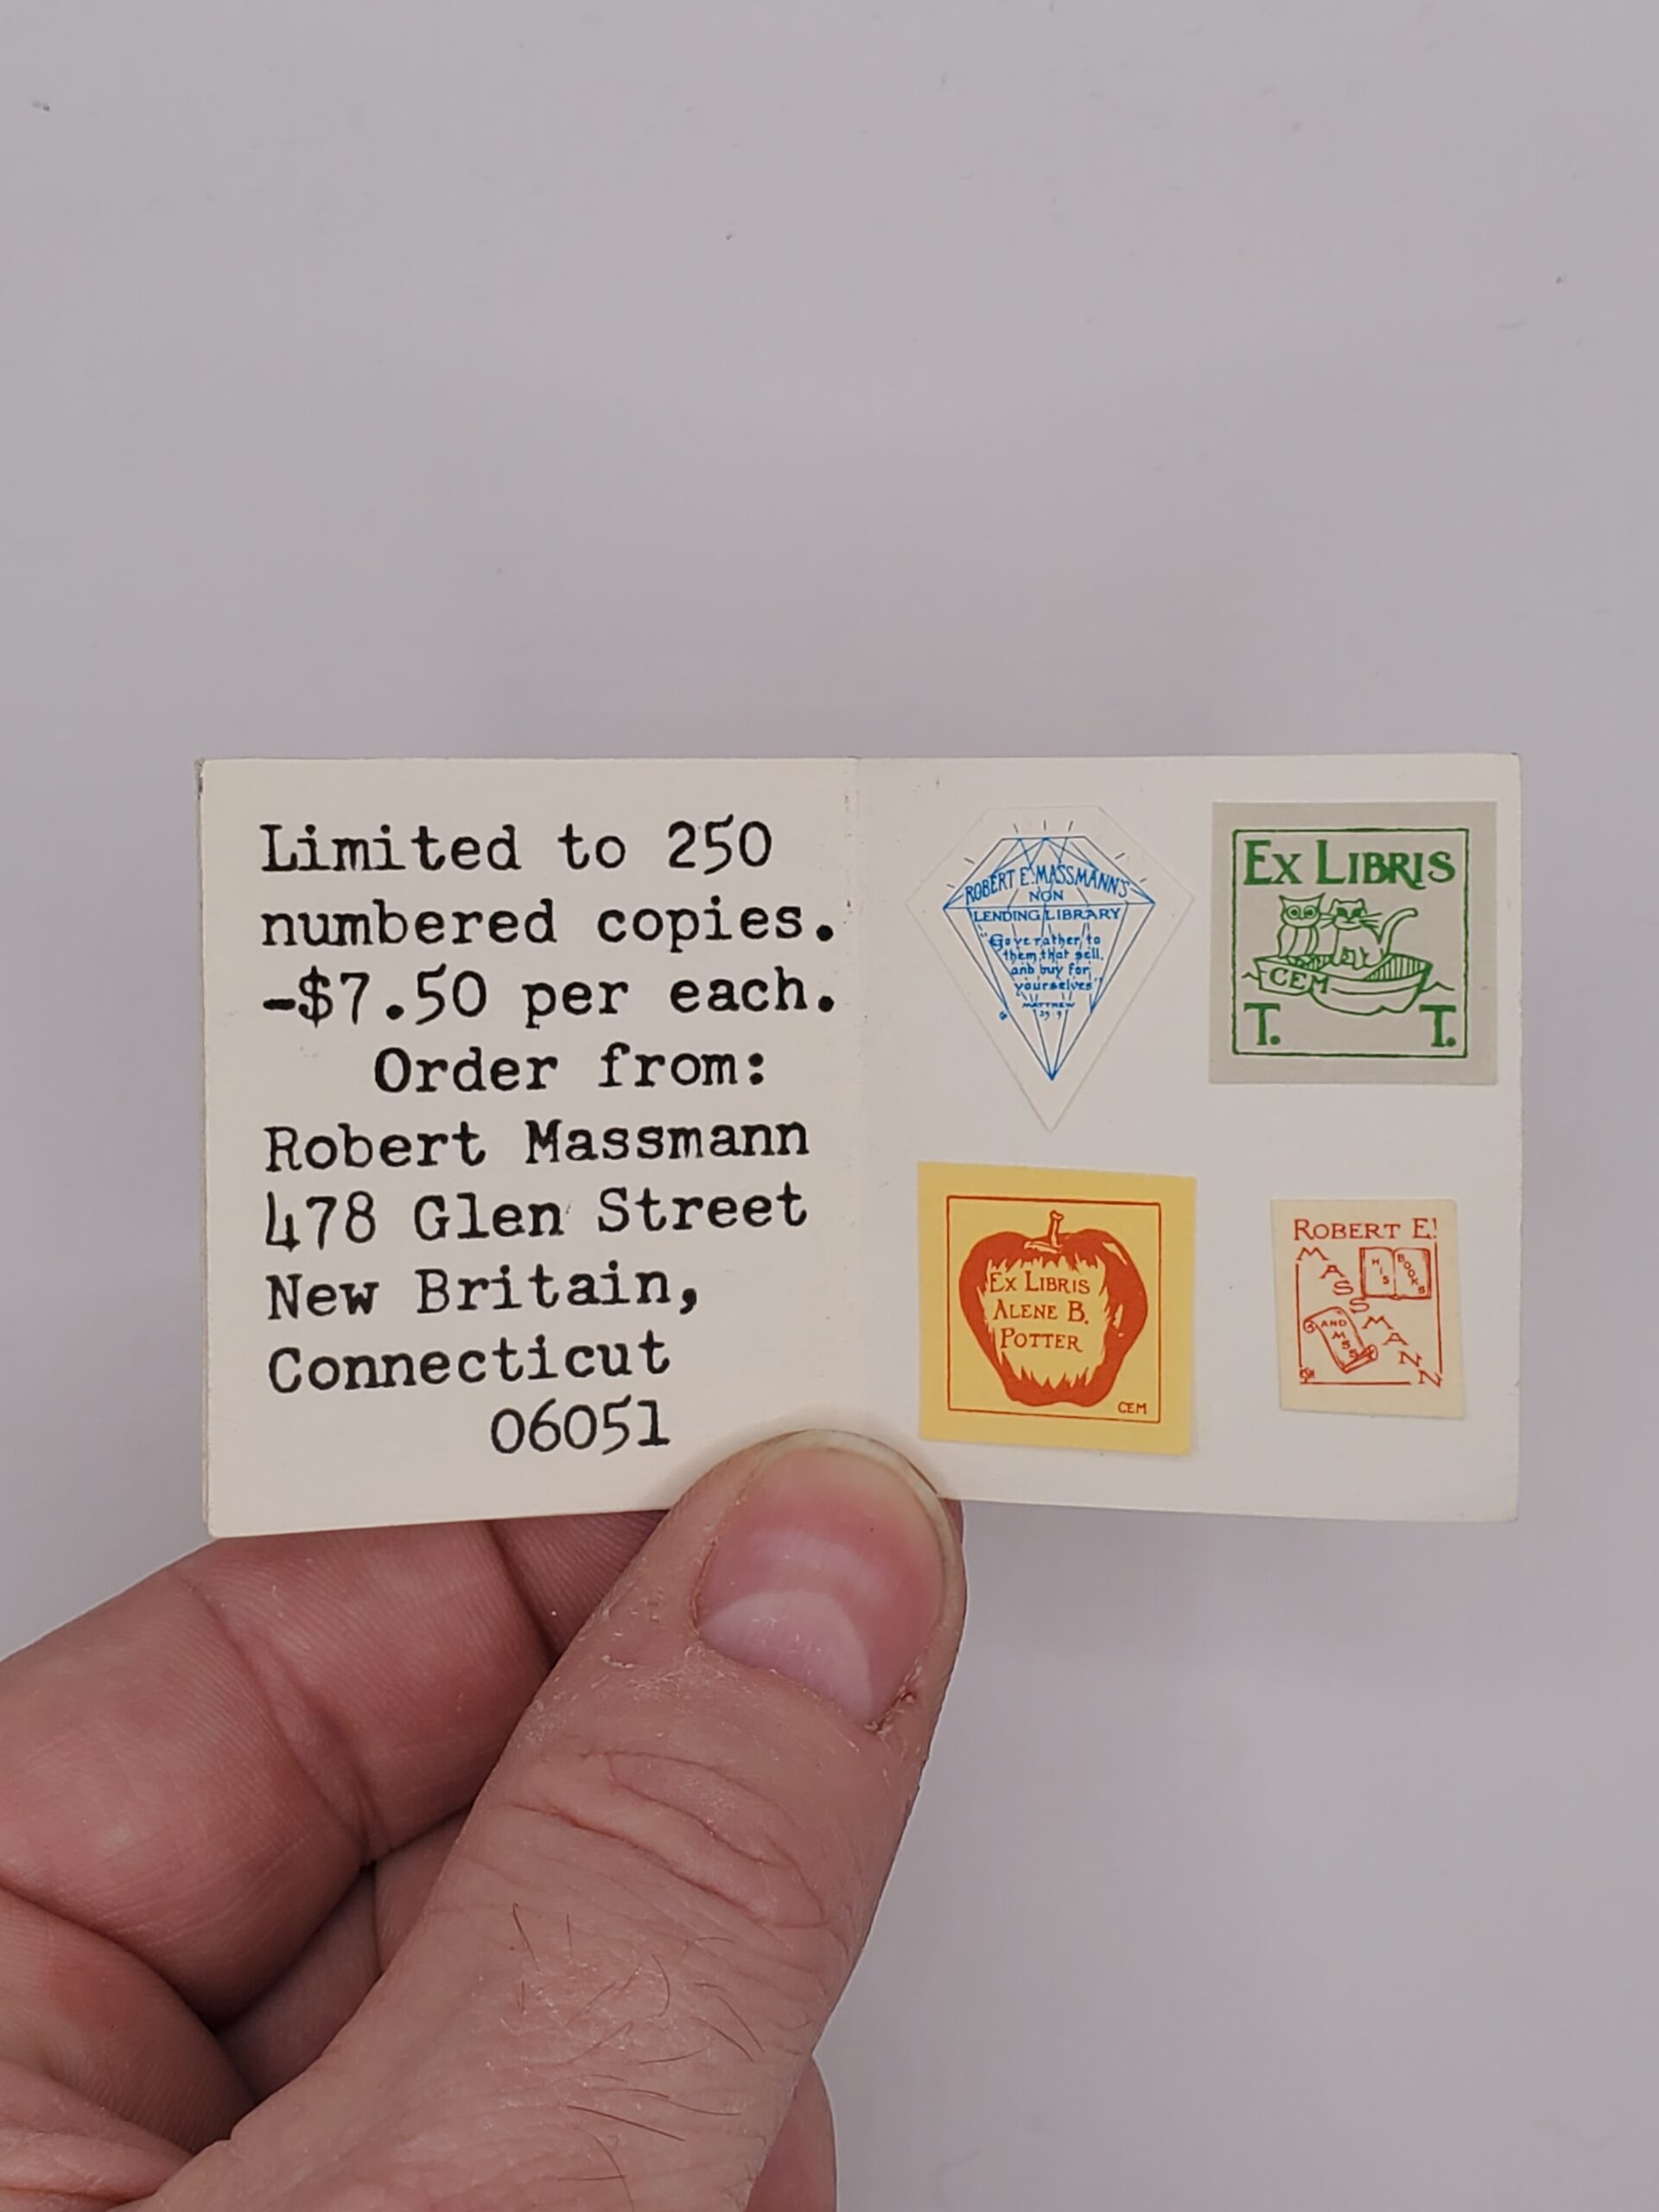 Limited to 250
numbered copies.
-$7.50 per each.
Order from:
Robert Massmann
478 Glen Street
New Britain,
Connecticut
06051
ROBERT E. MASSMANN'S
NON
LENDING LIBRARY
"Go ye rather to
them that sell,
and buy for
yourselves"
MATTHEW
25 9
EX LIBRIS
CEM
T. T.
EX LIBRIS
ALENE B.
POTTER
CEM
ROBERT E!
MASSMANN
HIS BOOKS
AND
MSS